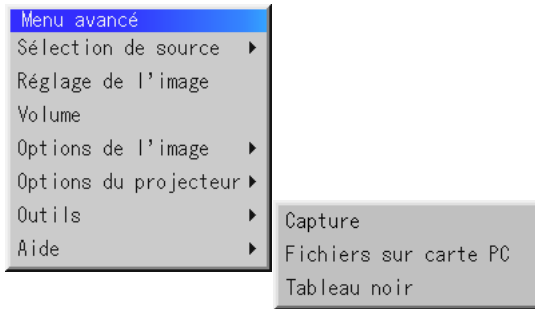 Menu avancé
Sélection de source
Réglage de l'image
Volume
Options de l'image
Options du projecteur
Outils
Aide
Capture
Fichiers sur carte PC
Tableau noir